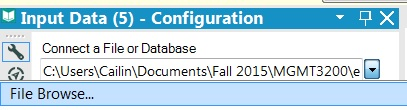 Input Data (5) - Configuration
Connect a File or Database
C:\Users\Cailin\Documents\Fall 2015\MGMT3200\e
File Browse...